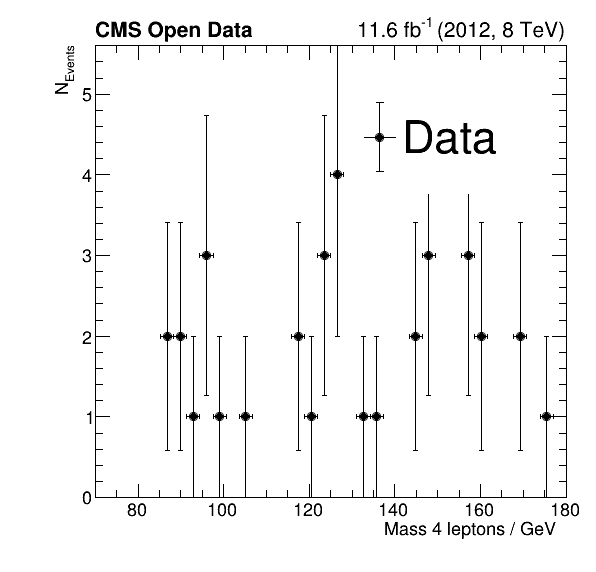 CMS Open Data
11.6 fb-1 (2012, 8 TeV)
NEvents
Data
5
4
3
2
1
0
80 100 120 140 160 180
Mass 4 leptons / GeV